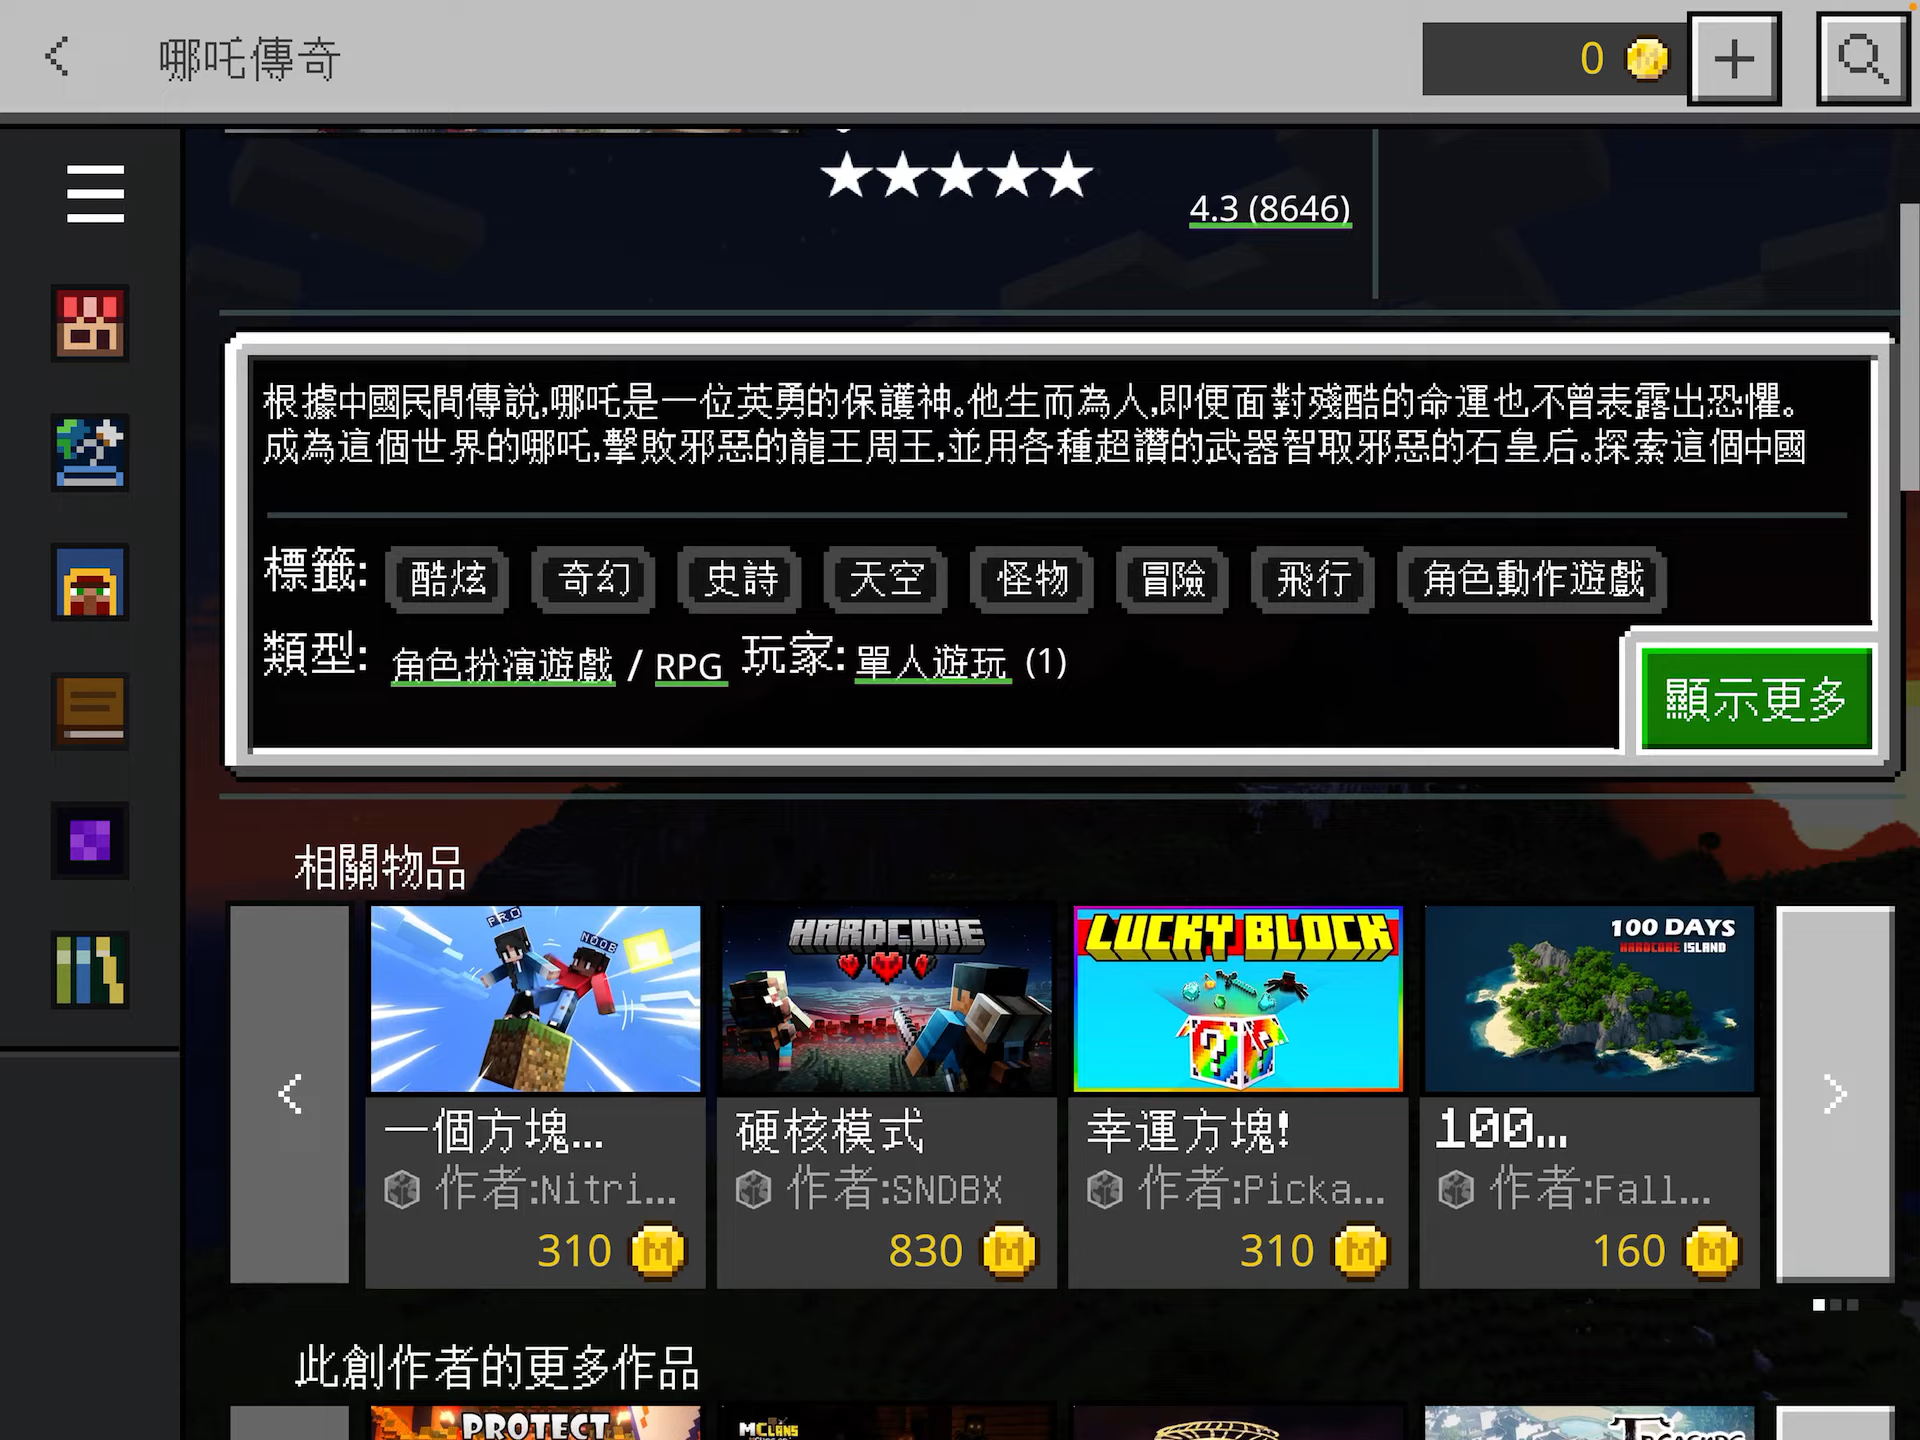 哪吒傳奇
0
4.3 (8646)
根據中國民間傳說,哪吒是一位英勇的保護神。他生而為人,即便面對殘酷的命運也不曾表露出恐懼。
成為這個世界的哪吒,擊敗邪惡的龍王周王,並用各種超讚的武器智取邪惡的石皇后。探索這個中國
標籤: 酷炫 奇幻 史詩 天空 怪物 冒險 飛行 角色動作遊戲
類型: 角色扮演遊戲 / RPG 玩家: 單人遊玩 (1)
顯示更多
相關物品
PRO
NOOB
HARDCORE
LUCKY BLOCK
100 DAYS
HARDCORE ISLAND
一個方塊... 硬核模式 幸運方塊! 100...
作者:Nitri... 作者:SNDBX 作者:Picka... 作者:Fall...
310 830 310 160
此創作者的更多作品
PROTECT
MCLANS